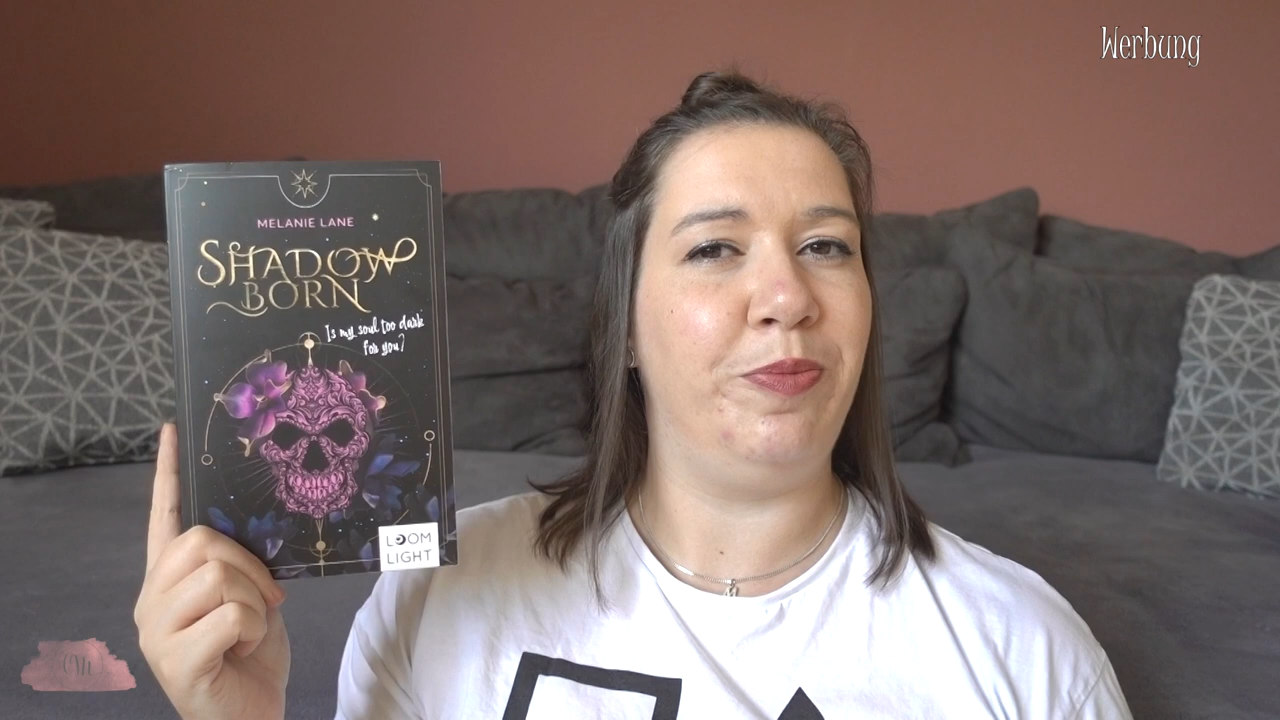 Werbung
MELANIE LANE
SHADOW
BORN
Is my soul too dark
for you?
LOOM
LIGHT